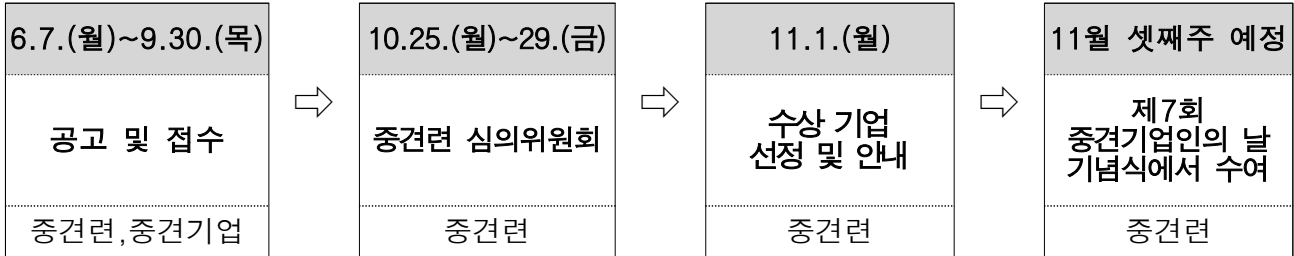 6.7.(월)~9.30.(목)
공고 및 접수
중견련,중견기업
⇨
10.25.(월)~29.(금)
중견련 심의위원회
중견련
⇨
11.1.(월)
수상 기업
선정 및 안내
중견련
⇨
11월 셋째주 예정
제7회
중견기업인의 날
기념식에서 수여
중견련